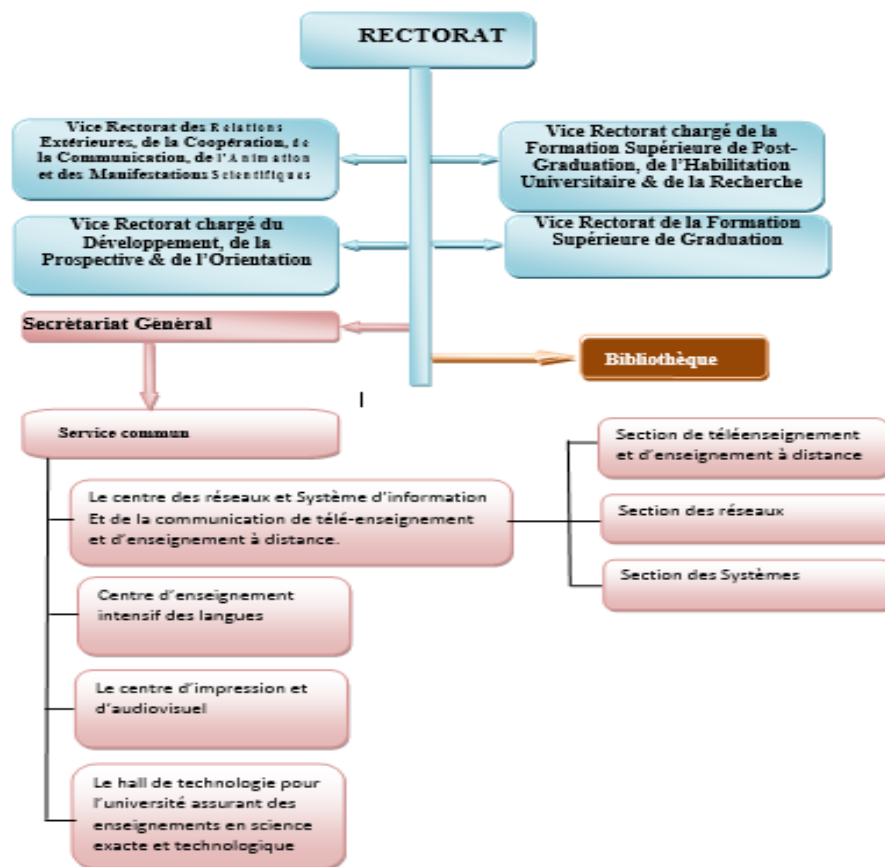 RECTORAT
Vice Rectorat des Relations
Extérieures, de la Coopération, de
la Communication, de l'Animation
et des Manifestations Scientifiques
Vice Rectorat chargé de la
Formation Supérieure de Post-
Graduation, de l'Habilitation
Universitaire & de la Recherche
Vice Rectorat chargé du
Développement, de la
Prospective & de l'Orientation
Vice Rectorat de la Formation
Supérieure de Graduation
Secrétariat Général
Bibliothèque
Service commun
Le centre des réseaux et Système d'information
Et de la communication de télé-enseignement
et d'enseignement à distance.
Section de téléenseignement
et d'enseignement à distance
Section des réseaux
Section des Systèmes
Centre d'enseignement
intensif des langues
Le centre d'impression et
d'audiovisuel
Le hall de technologie pour
l'université assurant des
enseignements en science
exacte et technologique